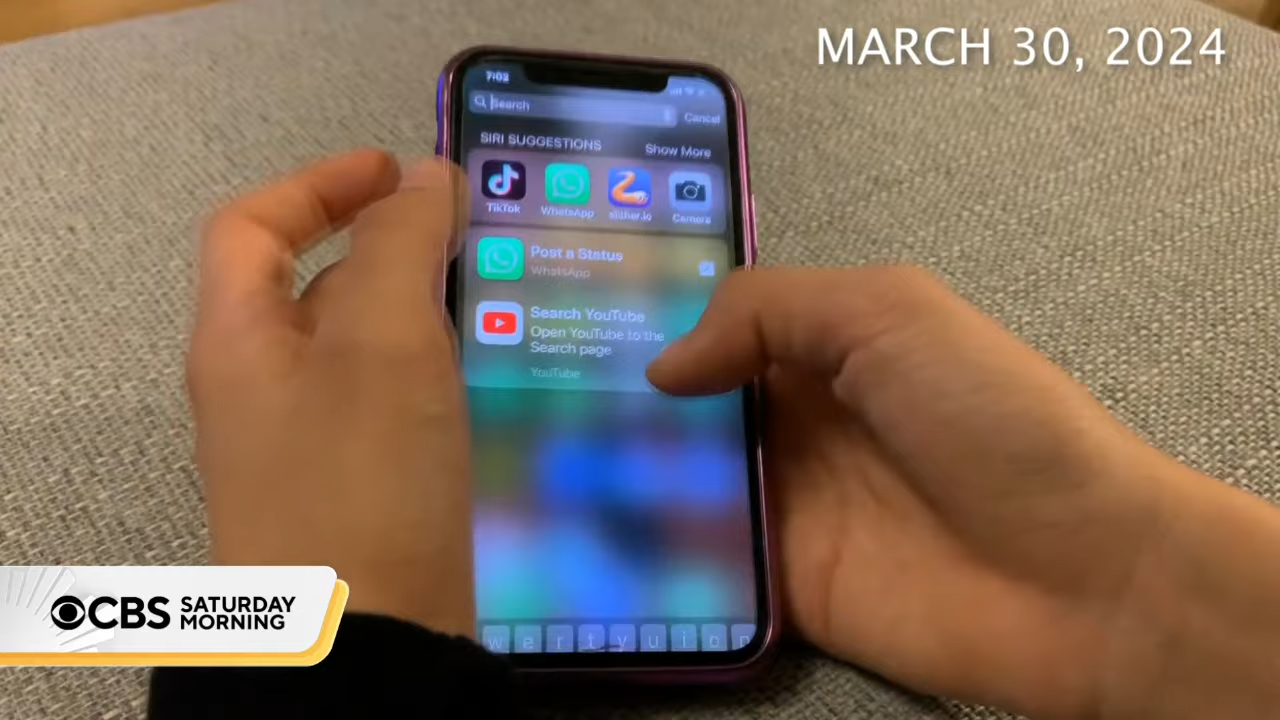 MARCH 30, 2024
7:03
Search
Cancel
SIRI SUGGESTIONS
Show More
TikTok
WhatsApp
slither.io
Camera
Post a Status
WhatsApp
Search YouTube
Open YouTube to the
Search page
YouTube
w e r t y u i o p
CBS SATURDAY
MORNING